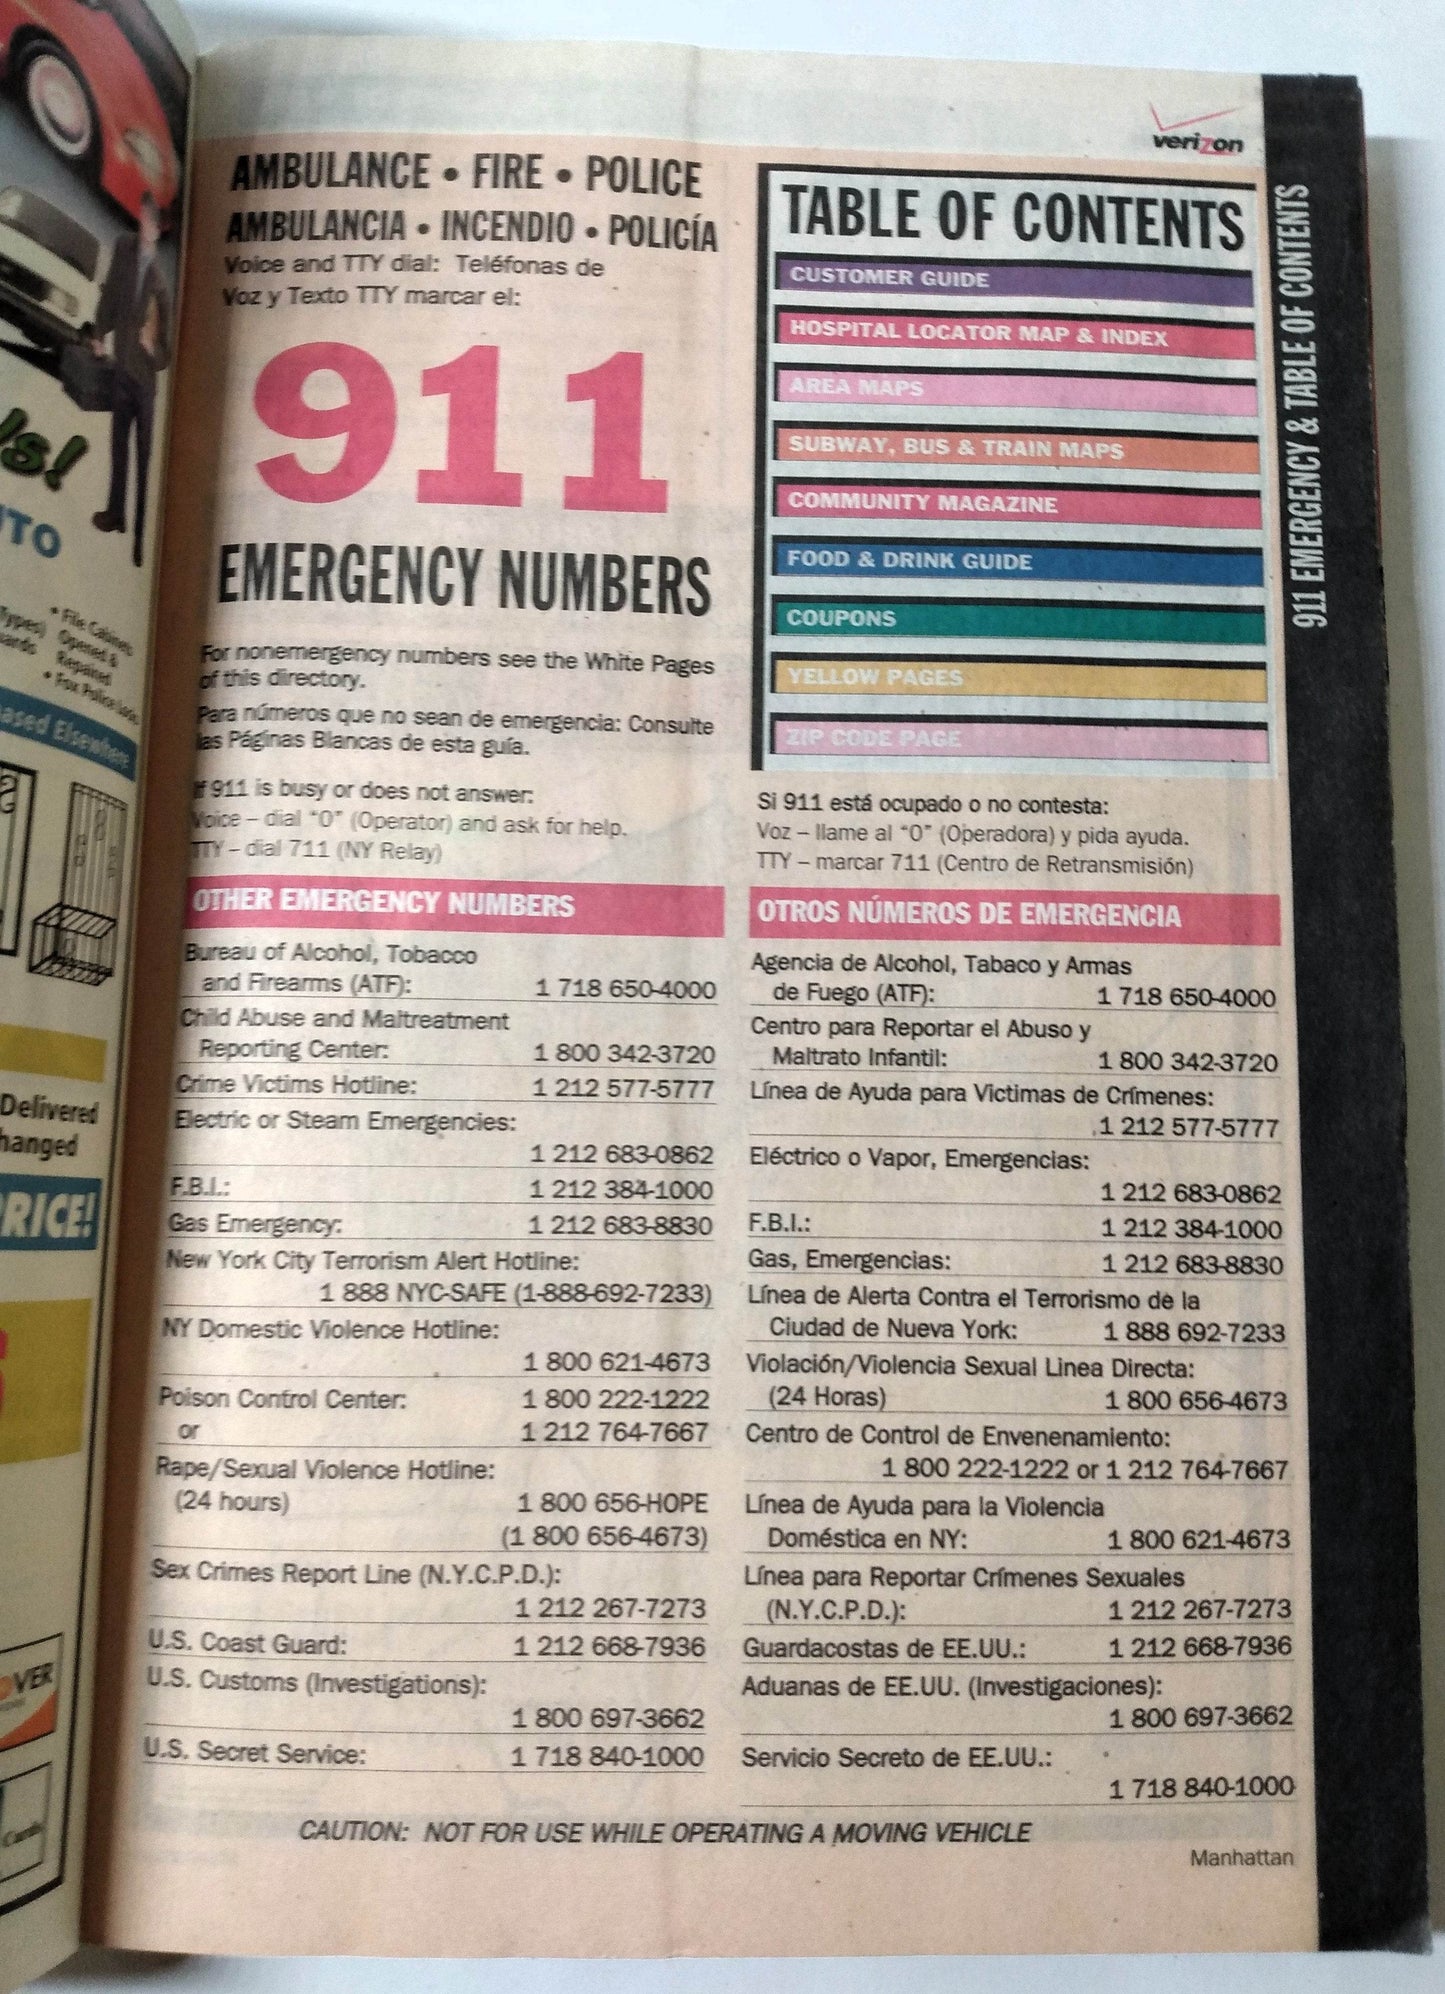 verizon
AMBULANCE • FIRE • POLICE
AMBULANCIA • INCENDIO • POLICÍA
Voice and TTY dial: Teléfonas de
Voz y Texto TTY marcar el:
911
EMERGENCY NUMBERS
For nonemergency numbers see the White Pages
of this directory.
Para números que no sean de emergencia: Consulte
las Páginas Blancas de esta guía.
If 911 is busy or does not answer:
Voice – dial "0" (Operator) and ask for help.
TTY – dial 711 (NY Relay)
TABLE OF CONTENTS
CUSTOMER GUIDE
HOSPITAL LOCATOR MAP & INDEX
AREA MAPS
SUBWAY, BUS & TRAIN MAPS
COMMUNITY MAGAZINE
FOOD & DRINK GUIDE
COUPONS
YELLOW PAGES
ZIP CODE PAGE
Si 911 está ocupado o no contesta:
Voz – llame al "0" (Operadora) y pida ayuda.
TTY – marcar 711 (Centro de Retransmisión)
OTHER EMERGENCY NUMBERS
Bureau of Alcohol, Tobacco
and Firearms (ATF): 1 718 650-4000
Child Abuse and Maltreatment
Reporting Center: 1 800 342-3720
Crime Victims Hotline: 1 212 577-5777
Electric or Steam Emergencies:
1 212 683-0862
F.B.I.: 1 212 384-1000
Gas Emergency: 1 212 683-8830
New York City Terrorism Alert Hotline:
1 888 NYC-SAFE (1-888-692-7233)
NY Domestic Violence Hotline:
1 800 621-4673
Poison Control Center: 1 800 222-1222
or 1 212 764-7667
Rape/Sexual Violence Hotline:
(24 hours) 1 800 656-HOPE
(1 800 656-4673)
Sex Crimes Report Line (N.Y.C.P.D.):
1 212 267-7273
U.S. Coast Guard: 1 212 668-7936
U.S. Customs (Investigations):
1 800 697-3662
U.S. Secret Service: 1 718 840-1000
OTROS NÚMEROS DE EMERGENCIA
Agencia de Alcohol, Tabaco y Armas
de Fuego (ATF): 1 718 650-4000
Centro para Reportar el Abuso y
Maltrato Infantil: 1 800 342-3720
Línea de Ayuda para Victimas de Crímenes:
1 212 577-5777
Eléctrico o Vapor, Emergencias:
1 212 683-0862
F.B.I.: 1 212 384-1000
Gas, Emergencias: 1 212 683-8830
Línea de Alerta Contra el Terrorismo de la
Ciudad de Nueva York: 1 888 692-7233
Violación/Violencia Sexual Linea Directa:
(24 Horas) 1 800 656-4673
Centro de Control de Envenenamiento:
1 800 222-1222 or 1 212 764-7667
Línea de Ayuda para la Violencia
Doméstica en NY: 1 800 621-4673
Línea para Reportar Crímenes Sexuales
(N.Y.C.P.D.): 1 212 267-7273
Guardacostas de EE.UU.: 1 212 668-7936
Aduanas de EE.UU. (Investigaciones):
1 800 697-3662
Servicio Secreto de EE.UU.:
1 718 840-1000
CAUTION: NOT FOR USE WHILE OPERATING A MOVING VEHICLE
Manhattan
911 EMERGENCY & TABLE OF CONTENTS
• File Cabinets
Opened &
Repaired
• Fox Police
Elsewhere
Delivered